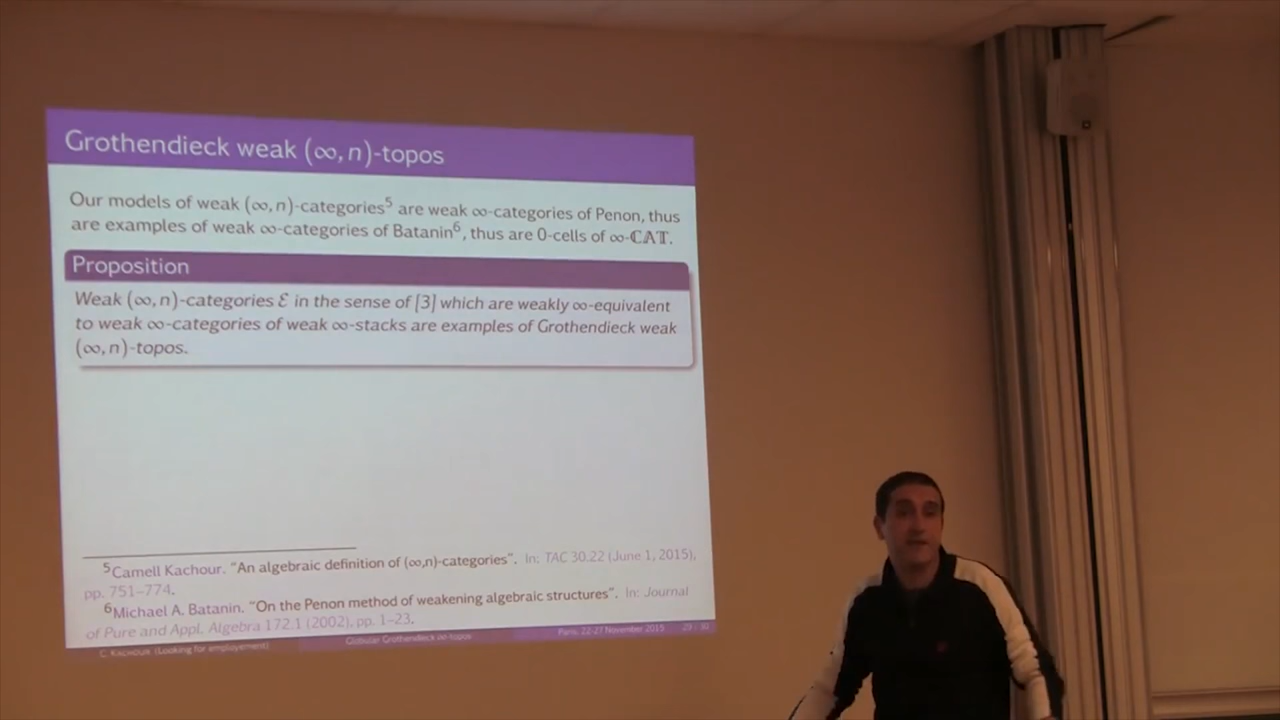 Grothendieck weak (∞, n)-topos
Our models of weak (∞, n)-categories⁵ are weak ∞-categories of Penon, thus
are examples of weak ∞-categories of Batanin⁶, thus are 0-cells of ∞-ℂ𝔸𝕋.
Proposition
Weak (∞, n)-categories ℰ in the sense of [3] which are weakly ∞-equivalent
to weak ∞-categories of weak ∞-stacks are examples of Grothendieck weak
(∞, n)-topos.
⁵Camell Kachour. “An algebraic definition of (∞,n)-categories”. In: TAC 30.22 (June 1, 2015),
pp. 751–774.
⁶Michael A. Batanin. “On the Penon method of weakening algebraic structures”. In: Journal
of Pure and Appl. Algebra 172.1 (2002), pp. 1–23.
C. Kachour (Looking for employement) Globular Grothendieck ∞-topos Paris, 22-27 November 2015